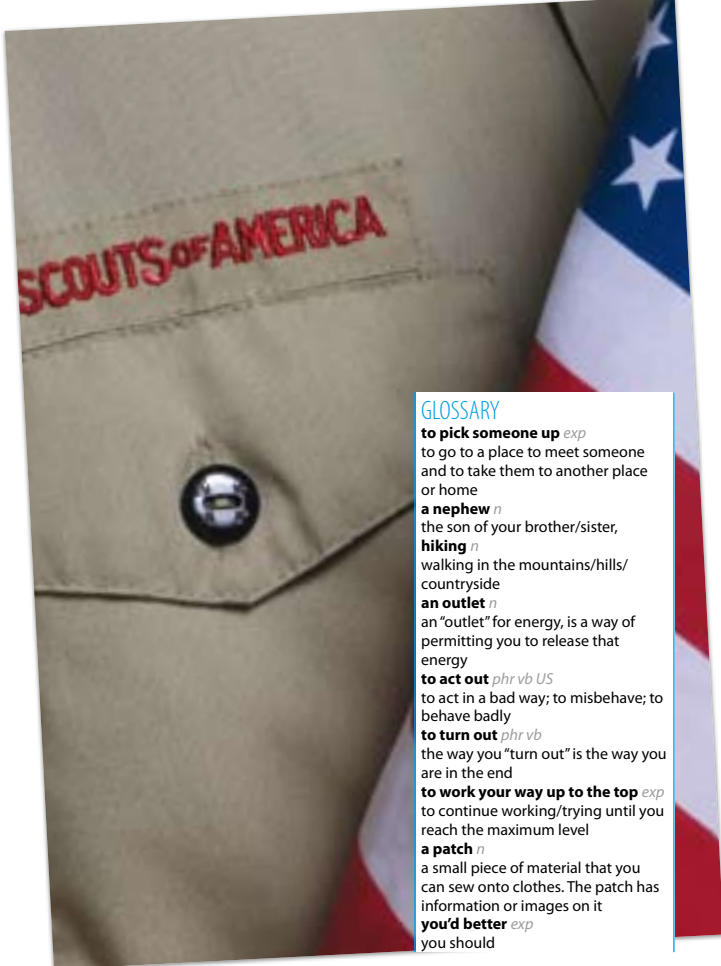 SCOUTS OF AMERICA
GLOSSARY
to pick someone up exp
to go to a place to meet someone
and to take them to another place
or home
a nephew n
the son of your brother/sister,
hiking n
walking in the mountains/hills/
countryside
an outlet n
an “outlet” for energy, is a way of
permitting you to release that
energy
to act out phr vb US
to act in a bad way; to misbehave; to
behave badly
to turn out phr vb
the way you “turn out” is the way you
are in the end
to work your way up to the top exp
to continue working/trying until you
reach the maximum level
a patch n
a small piece of material that you
can sew onto clothes. The patch has
information or images on it
you’d better exp
you should